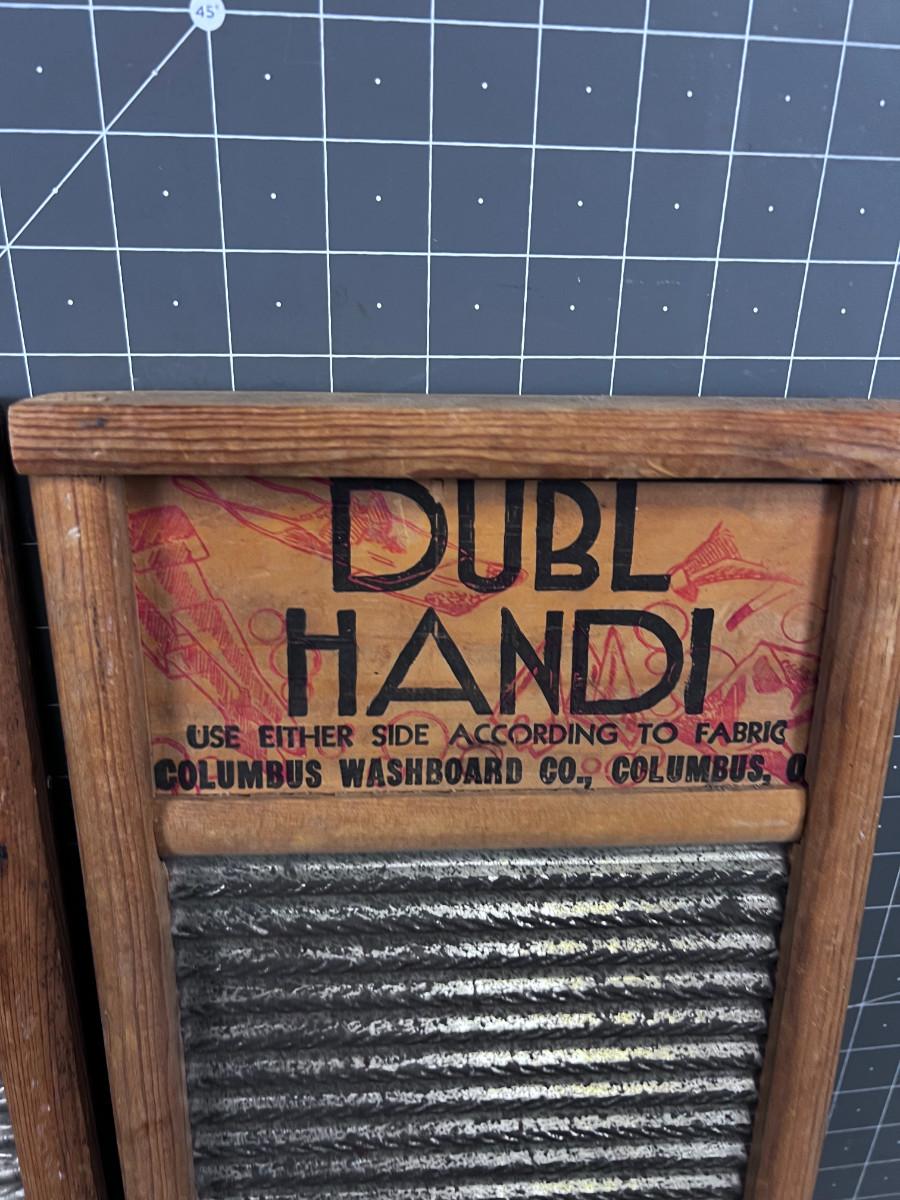 45°
DUBL
HANDI
USE EITHER SIDE ACCORDING TO FABRIC
COLUMBUS WASHBOARD CO., COLUMBUS, O